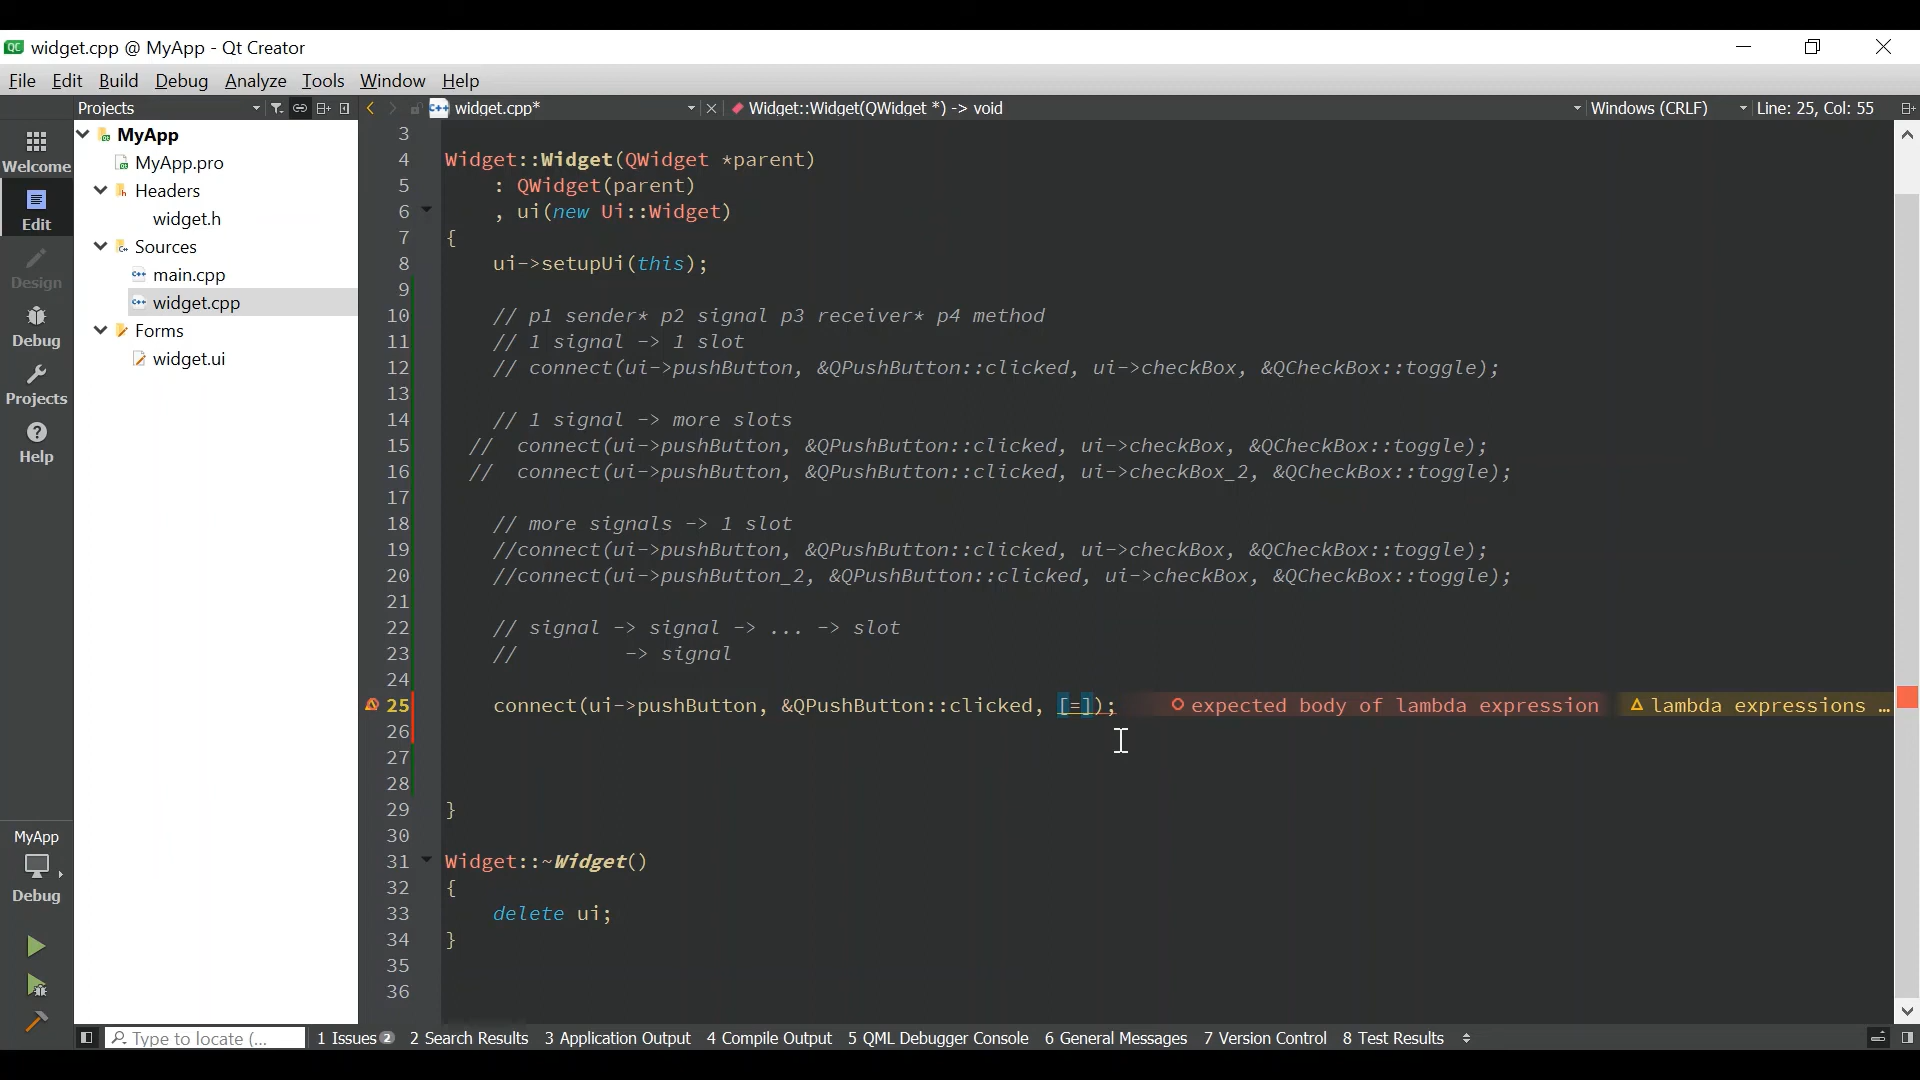 widget.cpp @ MyApp - Qt Creator
File Edit Build Debug Analyze Tools Window Help
Projects
widget.cpp*
Widget::Widget(QWidget *) -> void
Windows (CRLF)
Line: 25, Col: 55
Welcome
Edit
Design
Debug
Projects
Help
MyApp
Debug
MyApp
MyApp.pro
Headers
widget.h
Sources
main.cpp
widget.cpp
Forms
widget.ui
3
4 Widget::Widget(QWidget *parent)
5 : QWidget(parent)
6 , ui(new Ui::Widget)
7 {
8 ui->setupUi(this);
9
10 // p1 sender* p2 signal p3 receiver* p4 method
11 // 1 signal -> 1 slot
12 // connect(ui->pushButton, &QPushButton::clicked, ui->checkBox, &QCheckBox::toggle);
13
14 // 1 signal -> more slots
15 // connect(ui->pushButton, &QPushButton::clicked, ui->checkBox, &QCheckBox::toggle);
16 // connect(ui->pushButton, &QPushButton::clicked, ui->checkBox_2, &QCheckBox::toggle);
17
18 // more signals -> 1 slot
19 //connect(ui->pushButton, &QPushButton::clicked, ui->checkBox, &QCheckBox::toggle);
20 //connect(ui->pushButton_2, &QPushButton::clicked, ui->checkBox, &QCheckBox::toggle);
21
22 // signal -> signal -> ... -> slot
23 // -> signal
24
25 connect(ui->pushButton, &QPushButton::clicked, [=]); expected body of lambda expression lambda expressions …
26
27
28
29 }
30
31 Widget::~Widget()
32 {
33 delete ui;
34 }
35
36
Type to locate (...
1 Issues 2
2 Search Results
3 Application Output
4 Compile Output
5 QML Debugger Console
6 General Messages
7 Version Control
8 Test Results